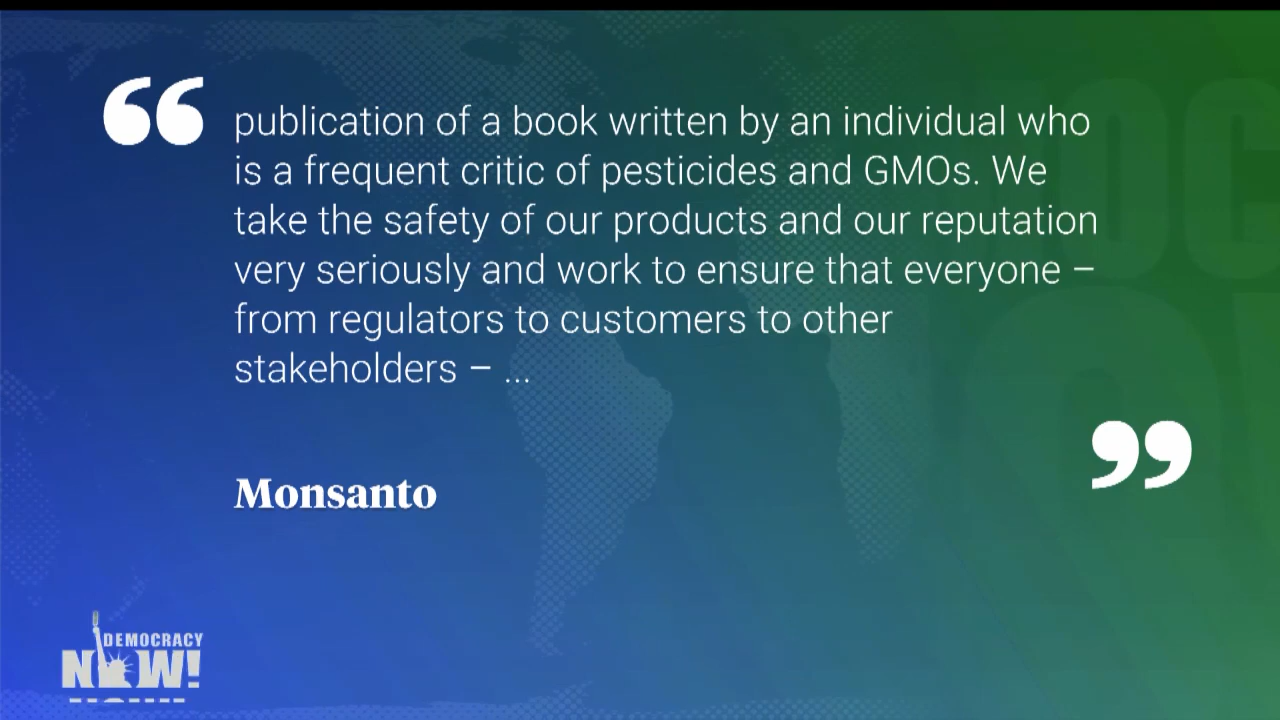 “ publication of a book written by an individual who
is a frequent critic of pesticides and GMOs. We
take the safety of our products and our reputation
very seriously and work to ensure that everyone –
from regulators to customers to other
stakeholders – ... ”
Monsanto
DEMOCRACY
NOW!